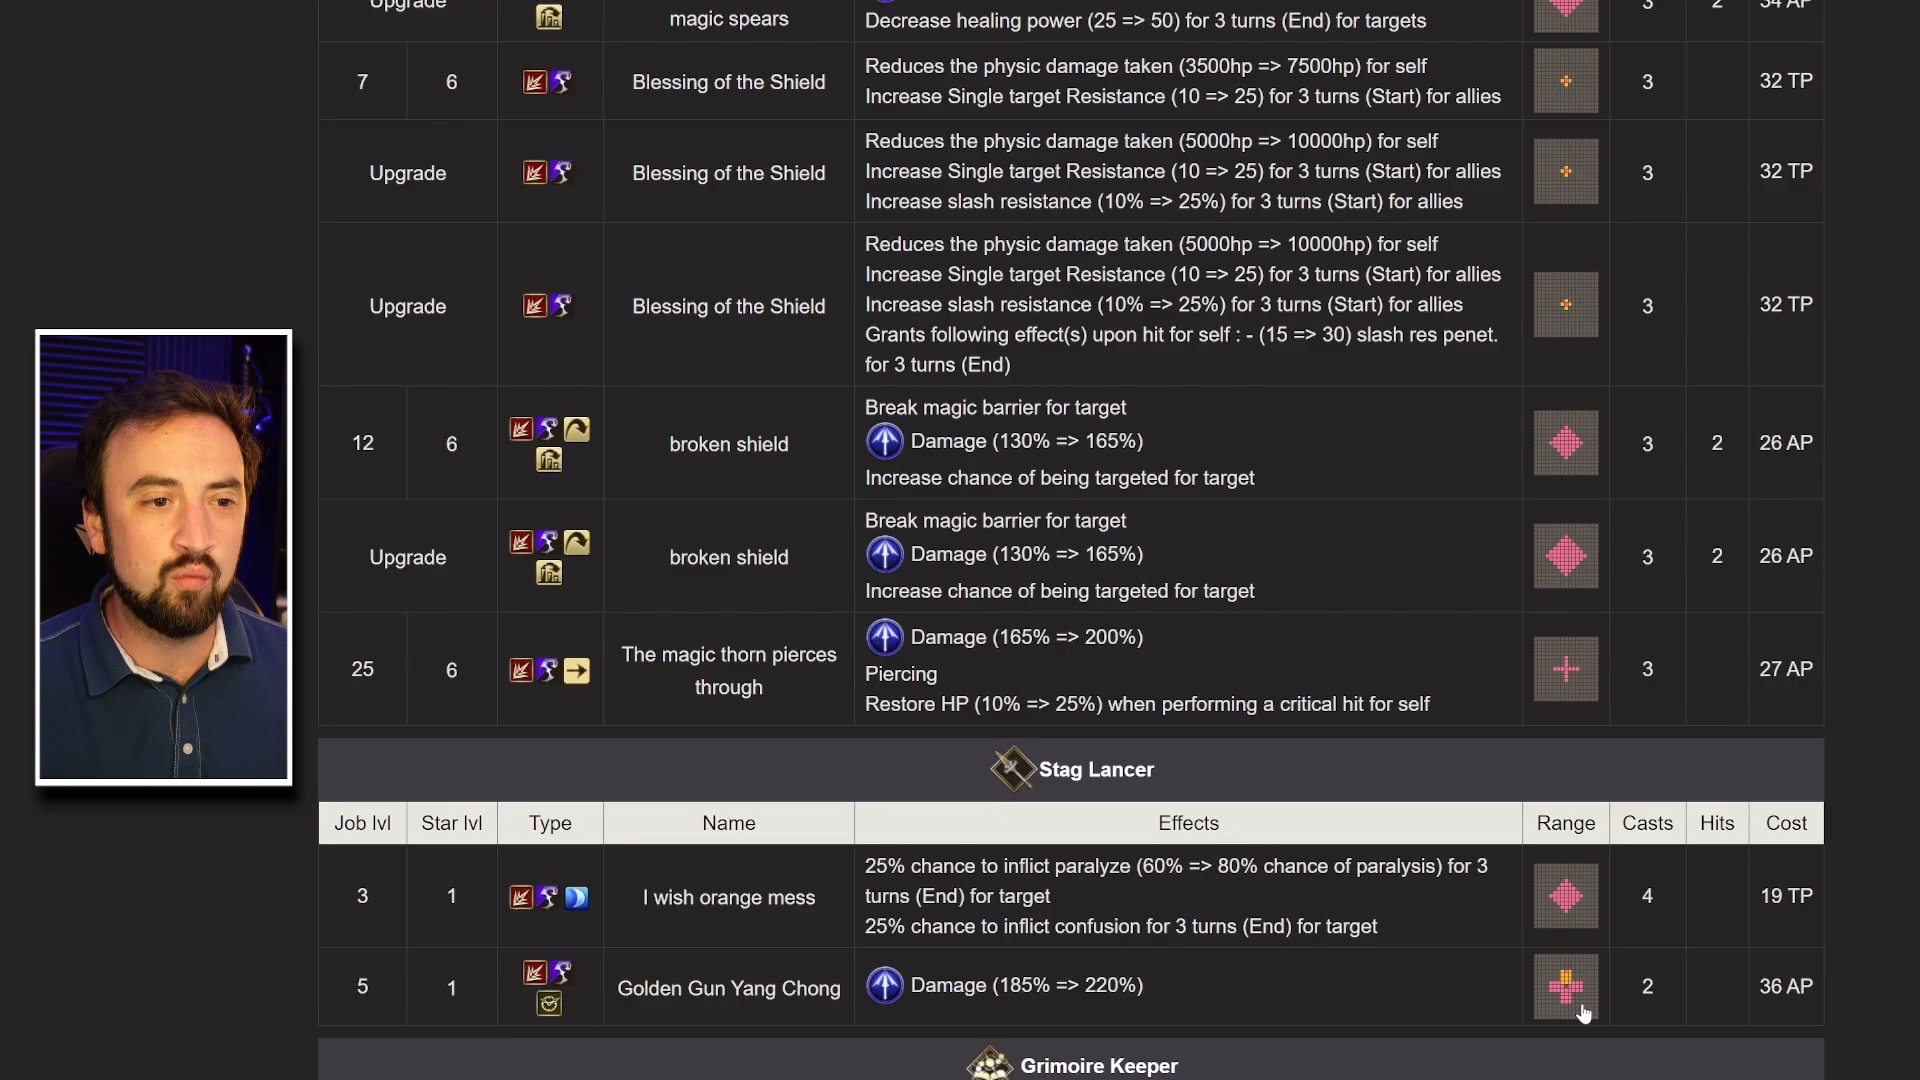 Upgrade
magic spears
Decrease healing power (25 => 50) for 3 turns (End) for targets
3
2
34 AP
7
6
Blessing of the Shield
Reduces the physic damage taken (3500hp => 7500hp) for self
Increase Single target Resistance (10 => 25) for 3 turns (Start) for allies
3
32 TP
Upgrade
Blessing of the Shield
Reduces the physic damage taken (5000hp => 10000hp) for self
Increase Single target Resistance (10 => 25) for 3 turns (Start) for allies
Increase slash resistance (10% => 25%) for 3 turns (Start) for allies
3
32 TP
Upgrade
Blessing of the Shield
Reduces the physic damage taken (5000hp => 10000hp) for self
Increase Single target Resistance (10 => 25) for 3 turns (Start) for allies
Increase slash resistance (10% => 25%) for 3 turns (Start) for allies
Grants following effect(s) upon hit for self : - (15 => 30) slash res penet.
for 3 turns (End)
3
32 TP
12
6
broken shield
Break magic barrier for target
Damage (130% => 165%)
Increase chance of being targeted for target
3
2
26 AP
Upgrade
broken shield
Break magic barrier for target
Damage (130% => 165%)
Increase chance of being targeted for target
3
2
26 AP
25
6
The magic thorn pierces
through
Damage (165% => 200%)
Piercing
Restore HP (10% => 25%) when performing a critical hit for self
3
27 AP
Stag Lancer
Job lvl Star lvl Type Name Effects Range Casts Hits Cost
3
1
I wish orange mess
25% chance to inflict paralyze (60% => 80% chance of paralysis) for 3
turns (End) for target
25% chance to inflict confusion for 3 turns (End) for target
4
19 TP
5
1
Golden Gun Yang Chong
Damage (185% => 220%)
2
36 AP
Grimoire Keeper